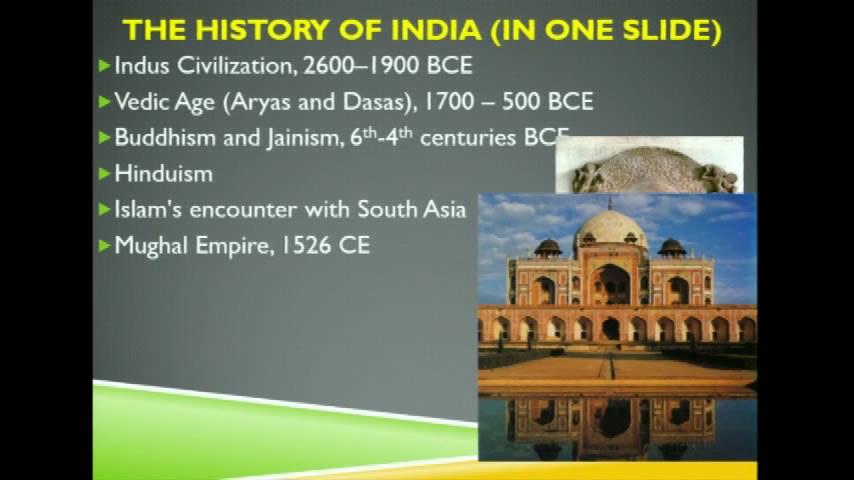 THE HISTORY OF INDIA (IN ONE SLIDE)
Indus Civilization, 2600–1900 BCE
Vedic Age (Aryas and Dasas), 1700 – 500 BCE
Buddhism and Jainism, 6th-4th centuries BCE
Hinduism
Islam's encounter with South Asia
Mughal Empire, 1526 CE